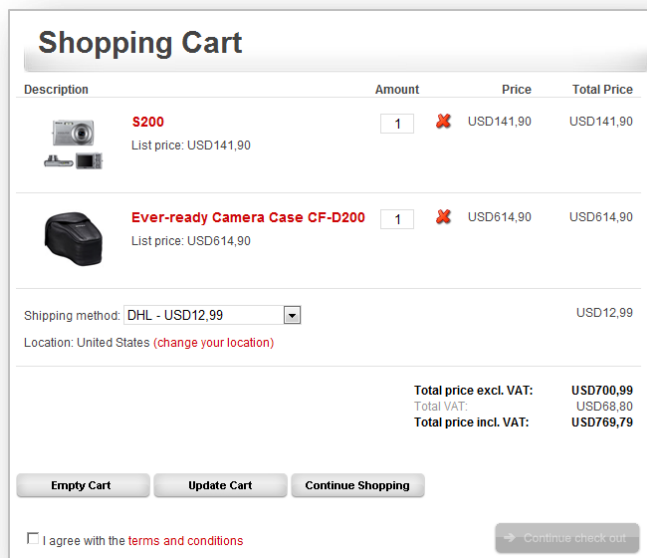 Shopping Cart
Description Amount Price Total Price
S200 1 USD141,90 USD141,90
List price: USD141,90
Ever-ready Camera Case CF-D200 1 USD614,90 USD614,90
List price: USD614,90
Shipping method: DHL - USD12,99 USD12,99
Location: United States (change your location)
Total price excl. VAT: USD700,99
Total VAT: USD68,80
Total price incl. VAT: USD769,79
Empty Cart Update Cart Continue Shopping
I agree with the terms and conditions
Continue check out